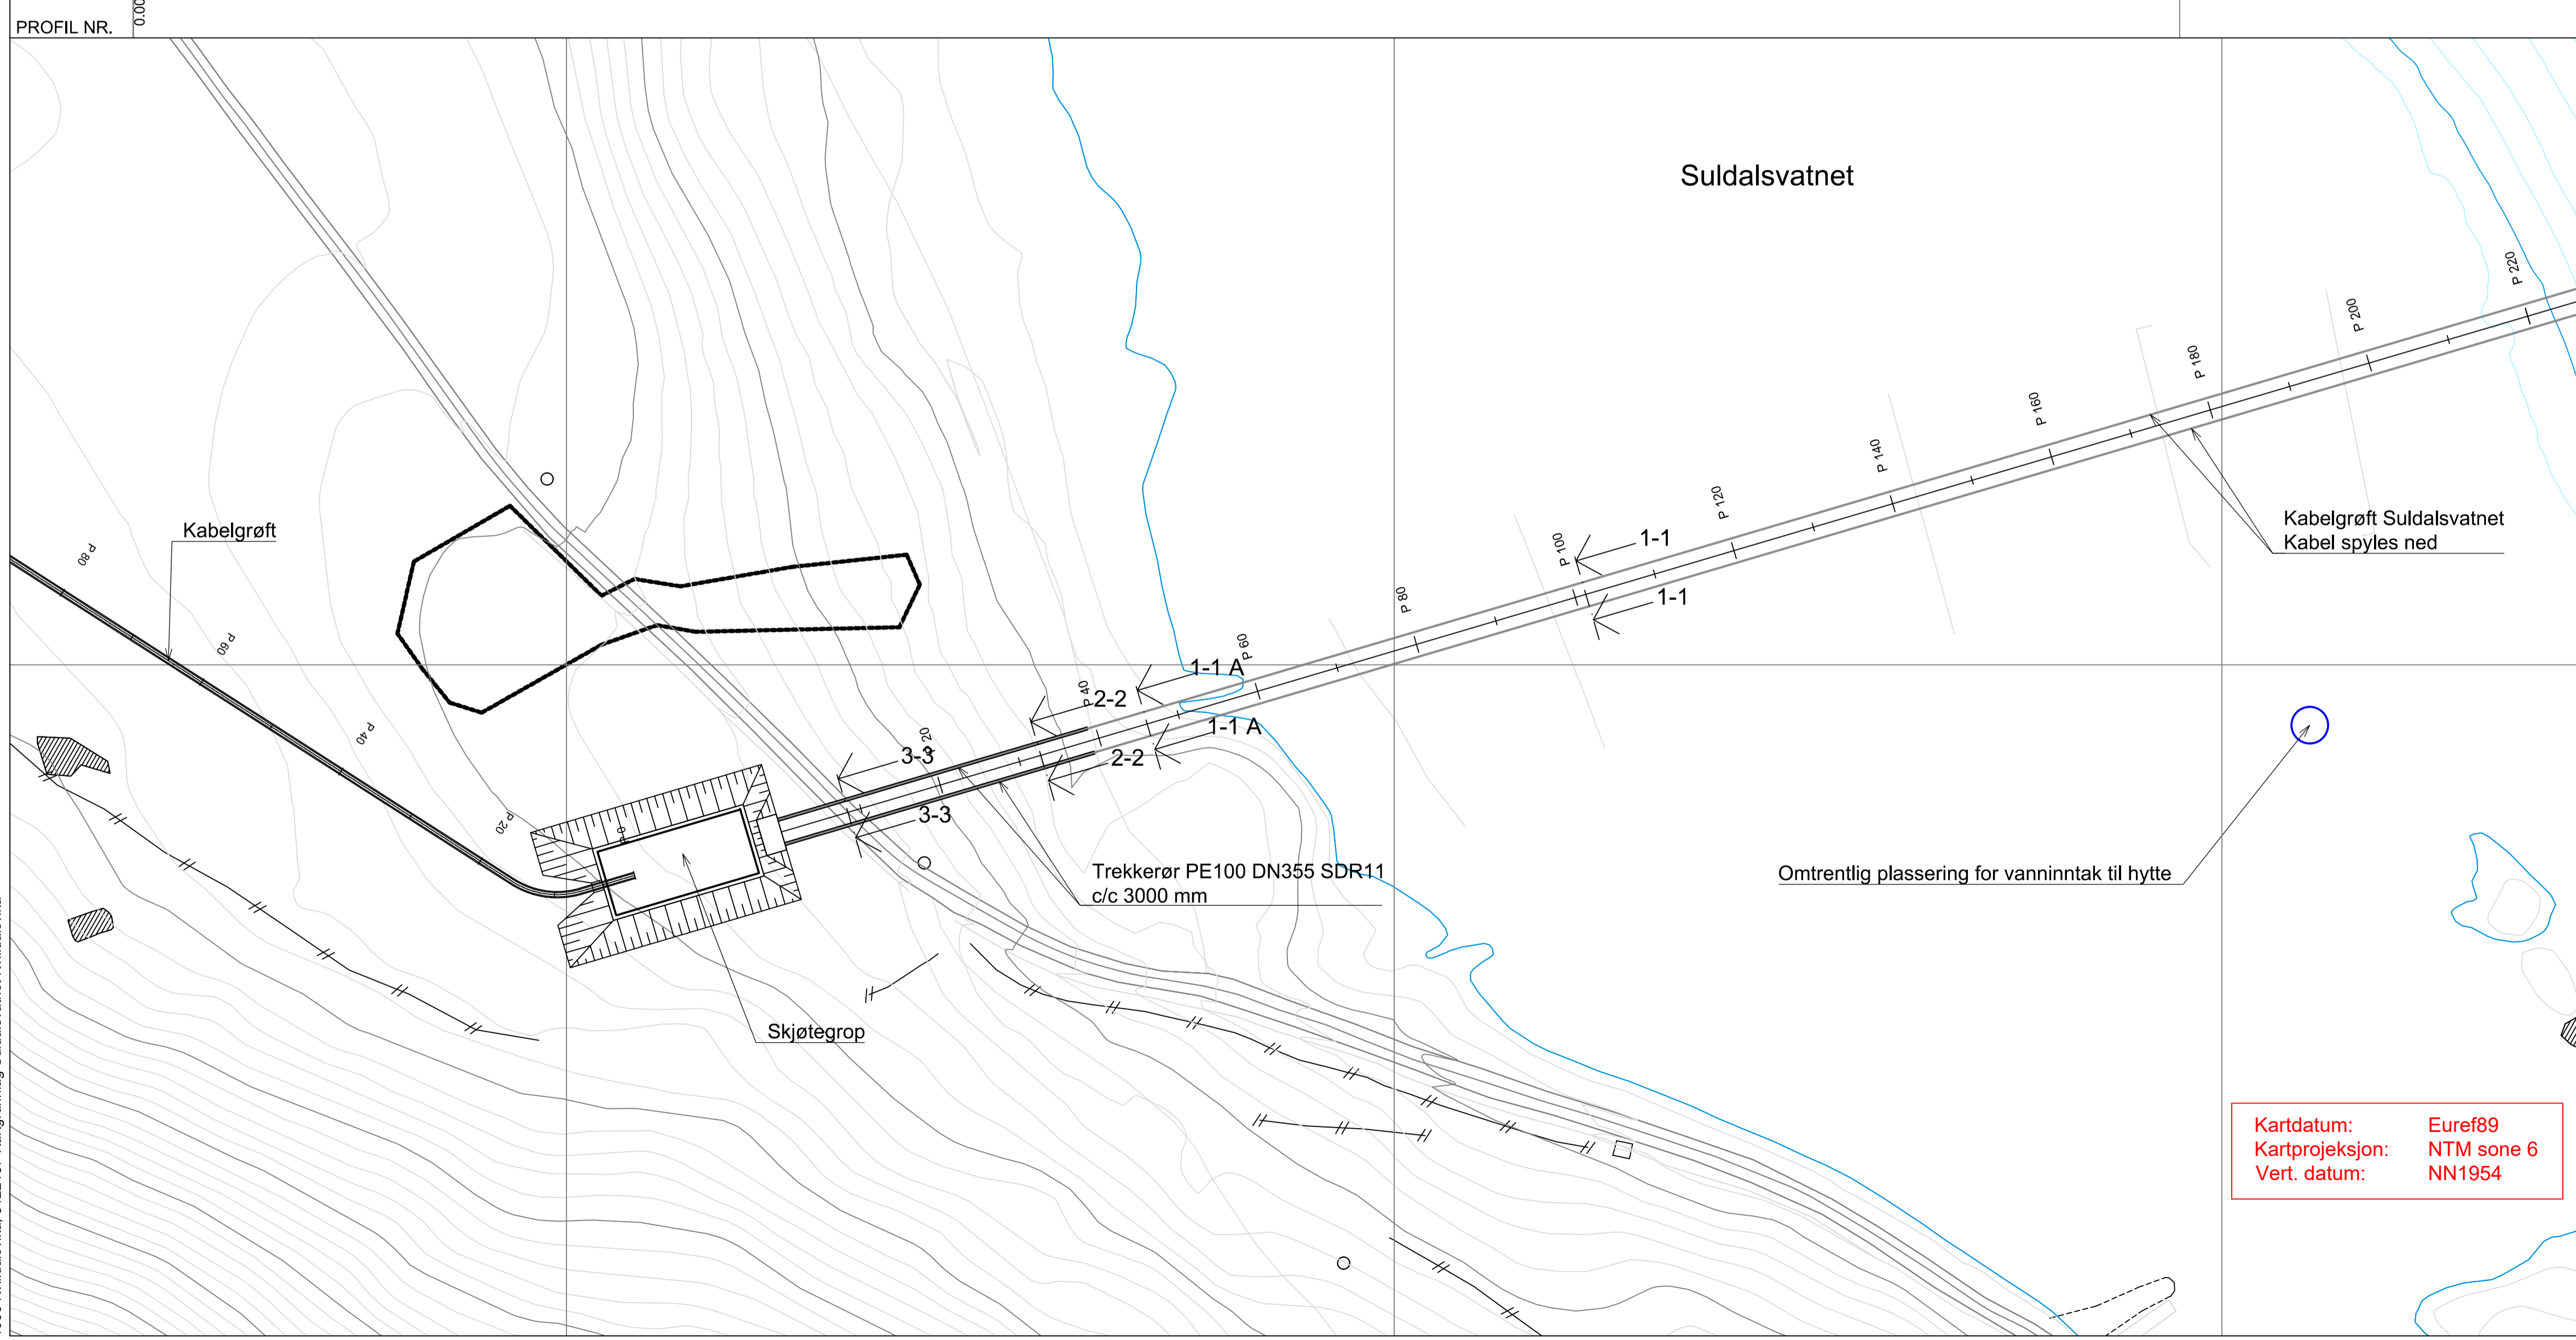 PROFIL NR.
0.00
Suldalsvatnet
P 220
P 200
P 180
P 160
P 140
P 120
P 100
P 80
P 60
P 40
20
1-1
1-1
Kabelgrøft Suldalsvatnet
Kabel spyles ned
Kabelgrøft
P 80
P 60
P 40
P 20
1-1 A
2-2
1-1 A
3-3
2-2
3-3
Trekkerør PE100 DN355 SDR11
c/c 3000 mm
Omtrentlig plassering for vanninntak til hytte
Skjøtegrop
Kartdatum: Euref89
Kartprojeksjon: NTM sone 6
Vert. datum: NN1954